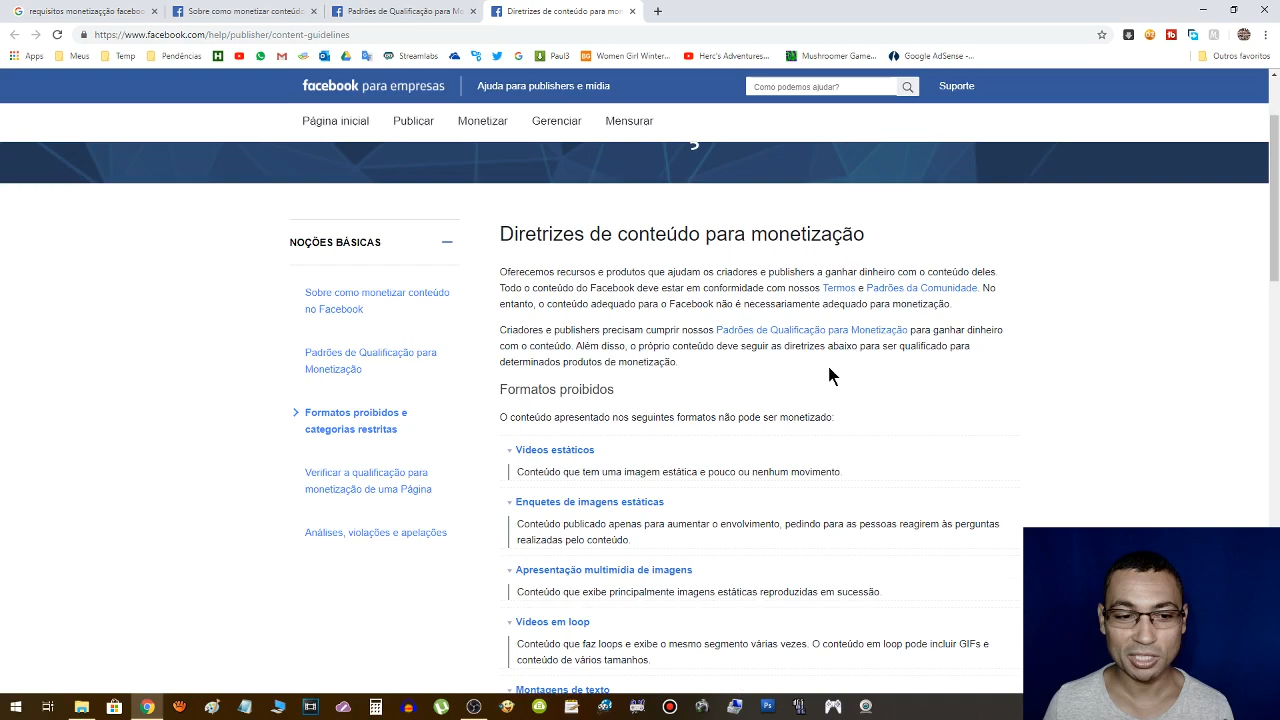 requisitos monetizaçção faceboo
Sobre como monetizar conteúdo
Padrões de Qualificação para Mo
Diretrizes de conteúdo para mon
https://www.facebook.com/help/publisher/content-guidelines
Apps
Meus
Temp
Pendências
Streamlabs
Paul3
Women Girl Winter...
Herc's Adventures...
Mushroomer Game...
Google AdSense -...
Outros favoritos
facebook para empresas
Ajuda para publishers e mídia
Como podemos ajudar?
Suporte
Página inicial
Publicar
Monetizar
Gerenciar
Mensurar
NOÇÕES BÁSICAS
Sobre como monetizar conteúdo
no Facebook
Padrões de Qualificação para
Monetização
Formatos proibidos e
categorias restritas
Verificar a qualificação para
monetização de uma Página
Análises, violações e apelações
Diretrizes de conteúdo para monetização
Oferecemos recursos e produtos que ajudam os criadores e publishers a ganhar dinheiro com o conteúdo deles.
Todo o conteúdo do Facebook deve estar em conformidade com nossos Termos e Padrões da Comunidade. No
entanto, o conteúdo adequado para o Facebook não é necessariamente adequado para monetização.
Criadores e publishers precisam cumprir nossos Padrões de Qualificação para Monetização para ganhar dinheiro
com o conteúdo. Além disso, o próprio conteúdo deve seguir as diretrizes abaixo para ser qualificado para
determinados produtos de monetização.
Formatos proibidos
O conteúdo apresentado nos seguintes formatos não pode ser monetizado:
Vídeos estáticos
Conteúdo que tem uma imagem estática e pouco ou nenhum movimento.
Enquetes de imagens estáticas
Conteúdo publicado apenas para aumentar o envolvimento, pedindo para as pessoas reagirem às perguntas
realizadas pelo conteúdo.
Apresentação multimídia de imagens
Conteúdo que exibe principalmente imagens estáticas reproduzidas em sucessão.
Vídeos em loop
Conteúdo que faz loops e exibe o mesmo segmento várias vezes. O conteúdo em loop pode incluir GIFs e
conteúdo de vários tamanhos.
Montagens de texto